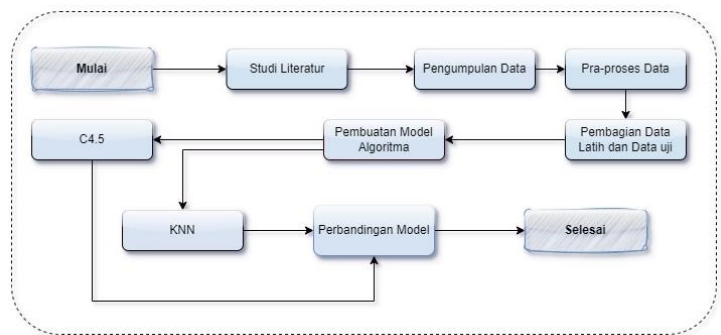 Mulai
Studi Literatur
Pengumpulan Data
Pra-proses Data
Pembagian Data
Latih dan Data uji
Pembuatan Model
Algoritma
C4.5
KNN
Perbandingan Model
Selesai